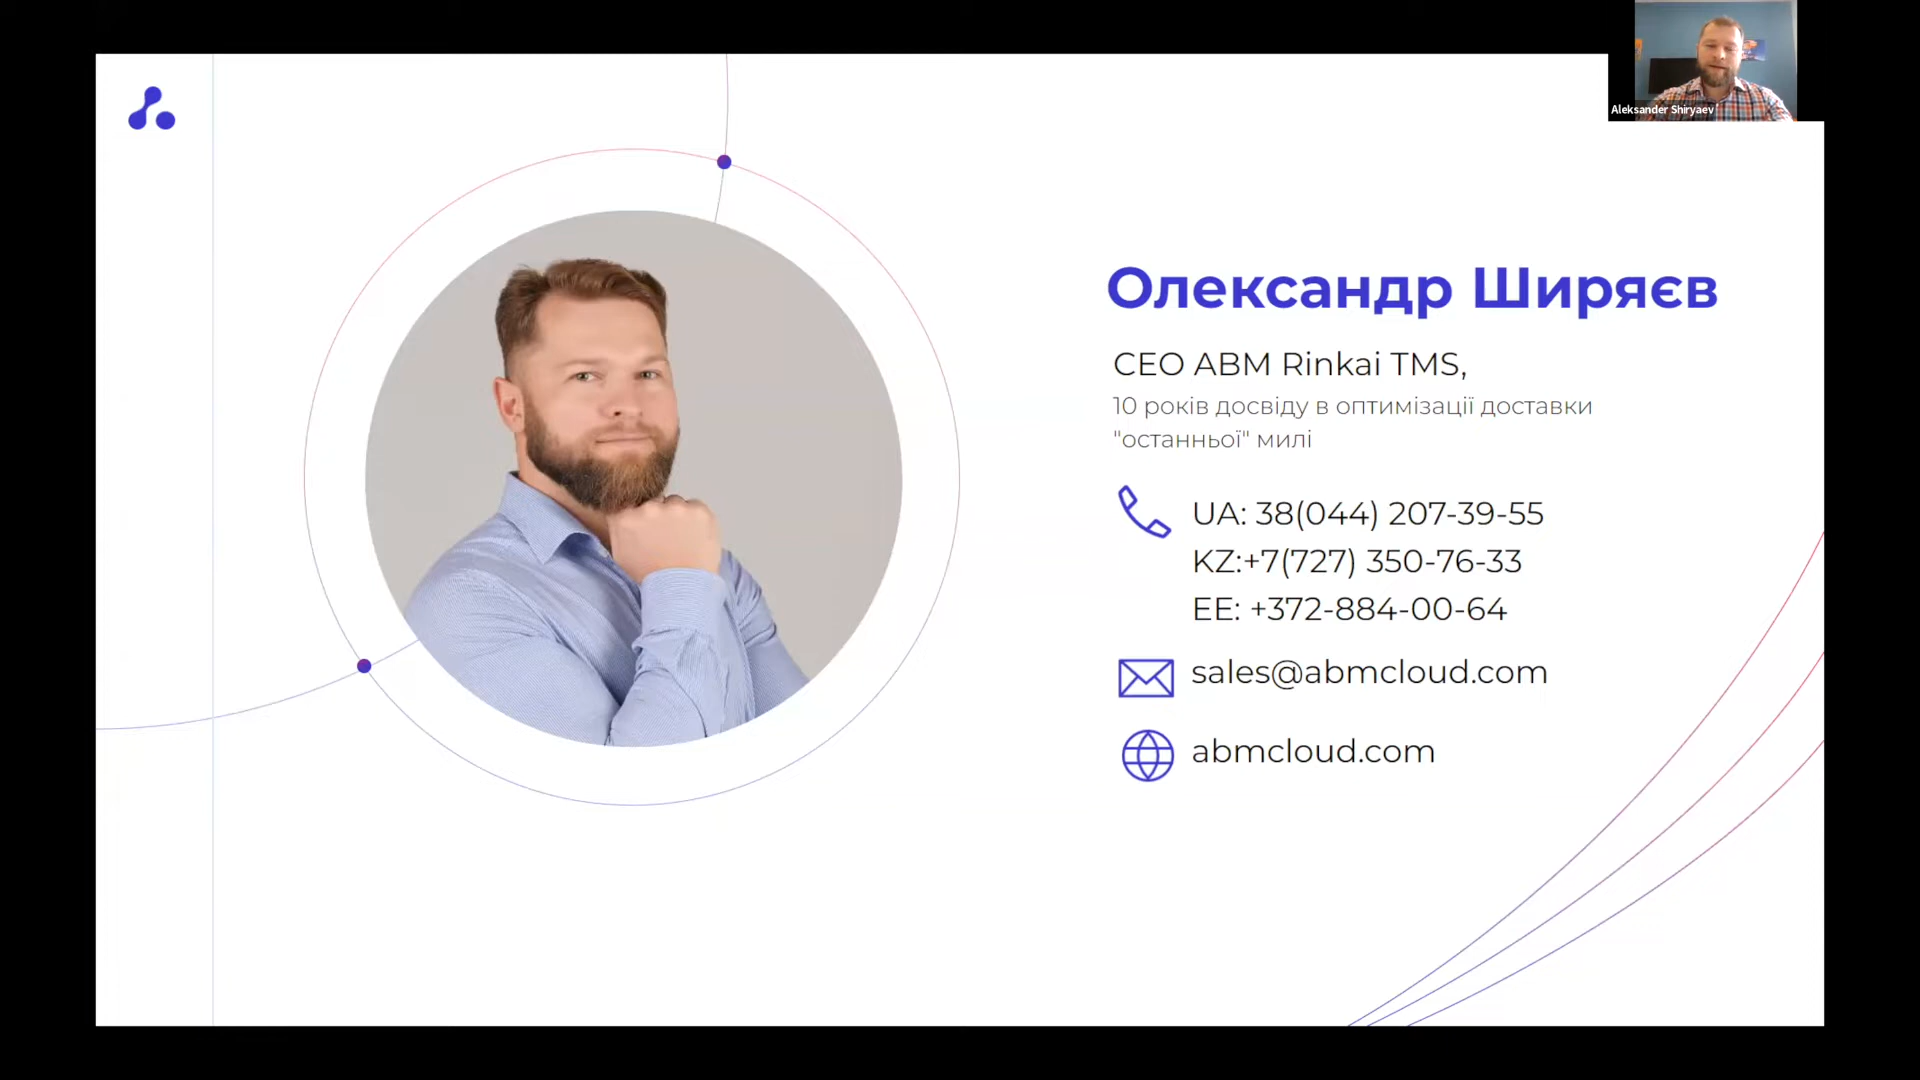 Aleksander Shiryaev
Олександр Ширяєв
CEO ABM Rinkai TMS,
10 років досвіду в оптимізації доставки
"останньої" милі
UA: 38(044) 207-39-55
KZ:+7(727) 350-76-33
EE: +372-884-00-64
sales@abmcloud.com
abmcloud.com